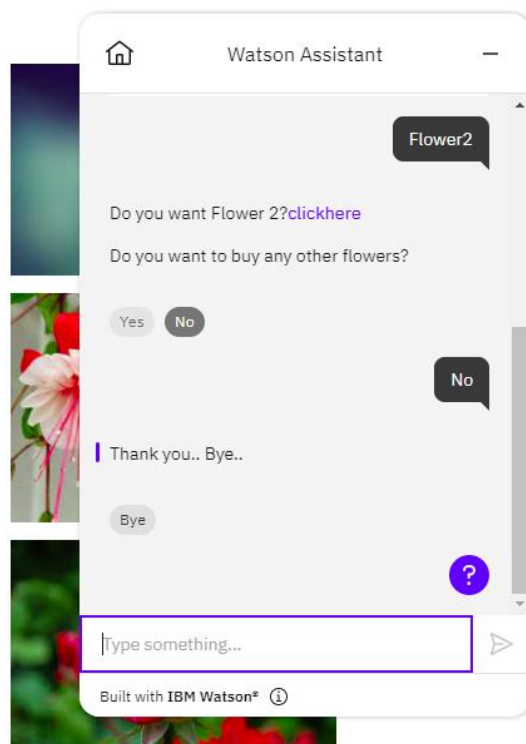 Watson Assistant
Flower2
Do you want Flower 2?clickhere
Do you want to buy any other flowers?
Yes No
No
Thank you.. Bye..
Bye
?
Type something...
Built with IBM Watson®